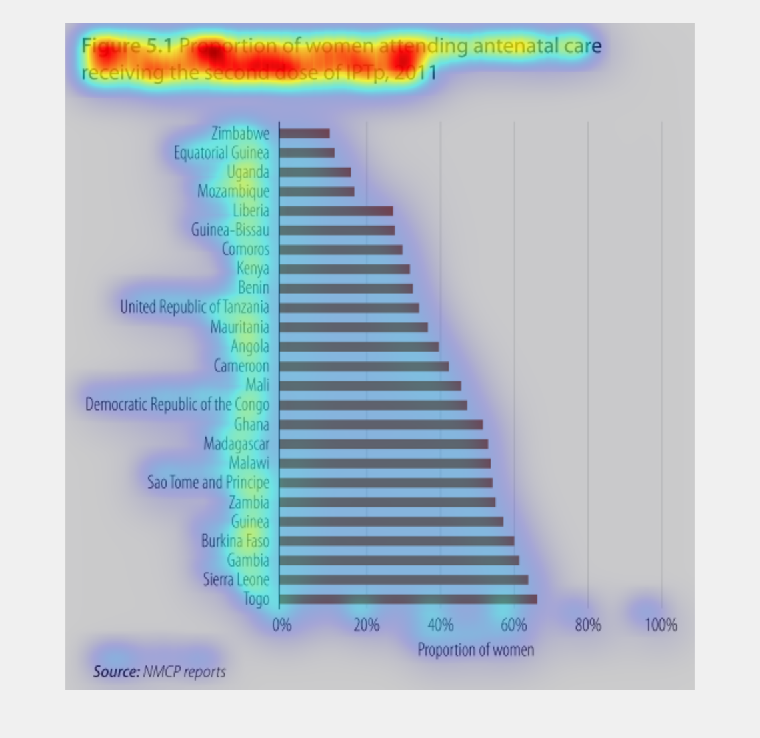 Figure 5.1 Proportion of women attending antenatal care
receiving the second dose of IPTp, 2011
Zimbabwe
Equatorial Guinea
Uganda
Mozambique
Liberia
Guinea-Bissau
Comoros
Kenya
Benin
United Republic of Tanzania
Mauritania
Angola
Cameroon
Mali
Democratic Republic of the Congo
Ghana
Madagascar
Malawi
Sao Tome and Principe
Zambia
Guinea
Burkina Faso
Gambia
Sierra Leone
Togo
0% 20% 40% 60% 80% 100%
Proportion of women
Source: NMCP reports